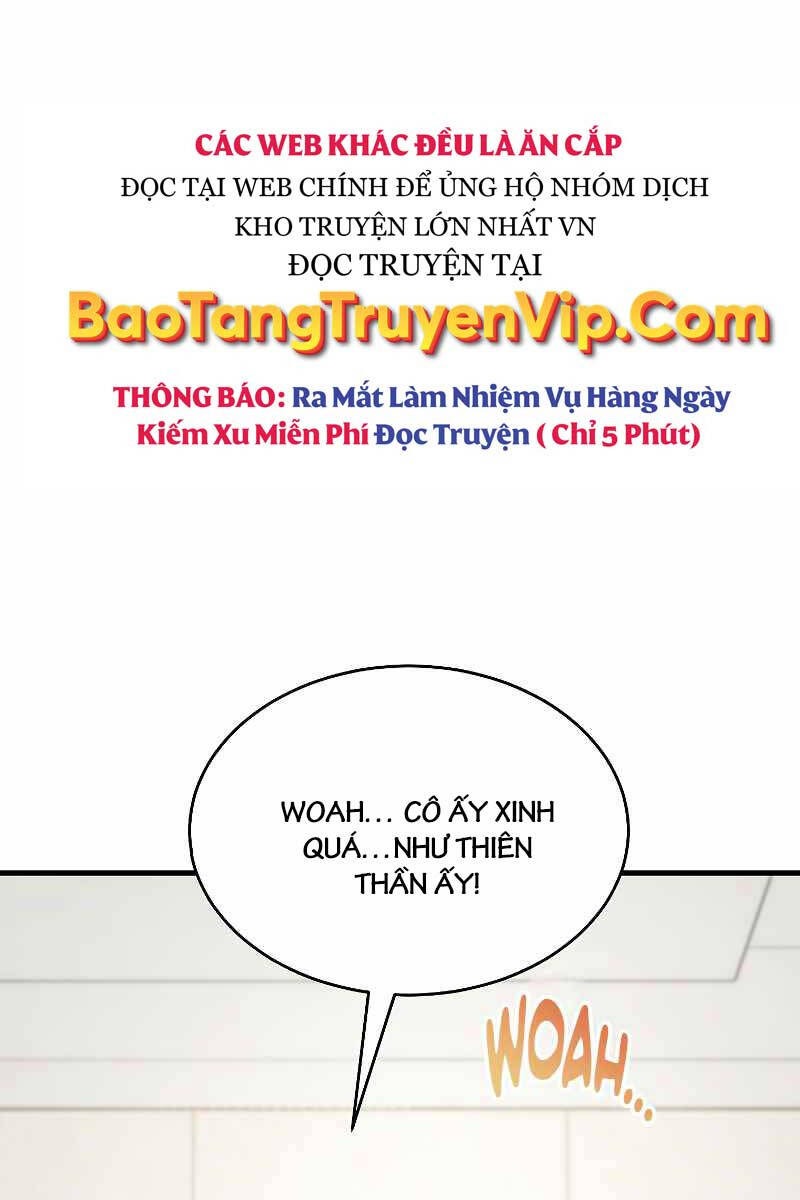 CÁC WEB KHÁC ĐỀU LÀ ĂN CẮP
ĐỌC TẠI WEB CHÍNH ĐỂ ỦNG HỘ NHÓM DỊCH
KHO TRUYỆN LỚN NHẤT VN
ĐỌC TRUYỆN TẠI
BaoTangTruyenVip.Com
THÔNG BÁO: Ra Mắt Làm Nhiệm Vụ Hàng Ngày
Kiếm Xu Miễn Phí Đọc Truyện ( Chỉ 5 Phút)
WOAH... CÔ ẤY XINH
QUÁ...NHƯ THIÊN
THẦN ẤY!
WOAH...